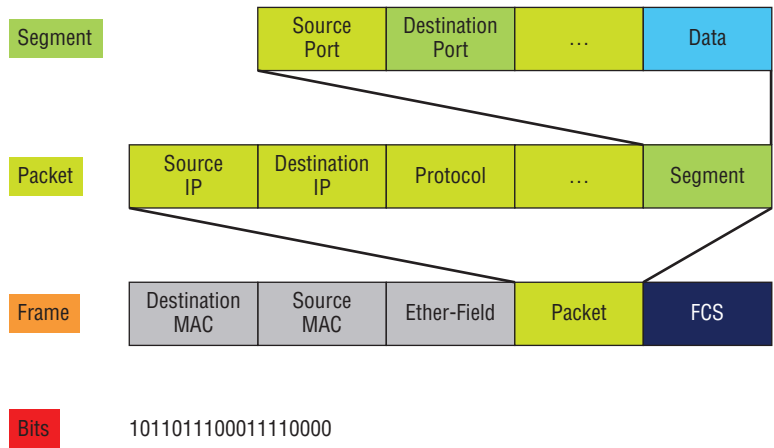 Segment
Source
Port
Destination
Port
...
Data
Packet
Source
IP
Destination
IP
Protocol
...
Segment
Frame
Destination
MAC
Source
MAC
Ether-Field
Packet
FCS
Bits
1011011100011110000